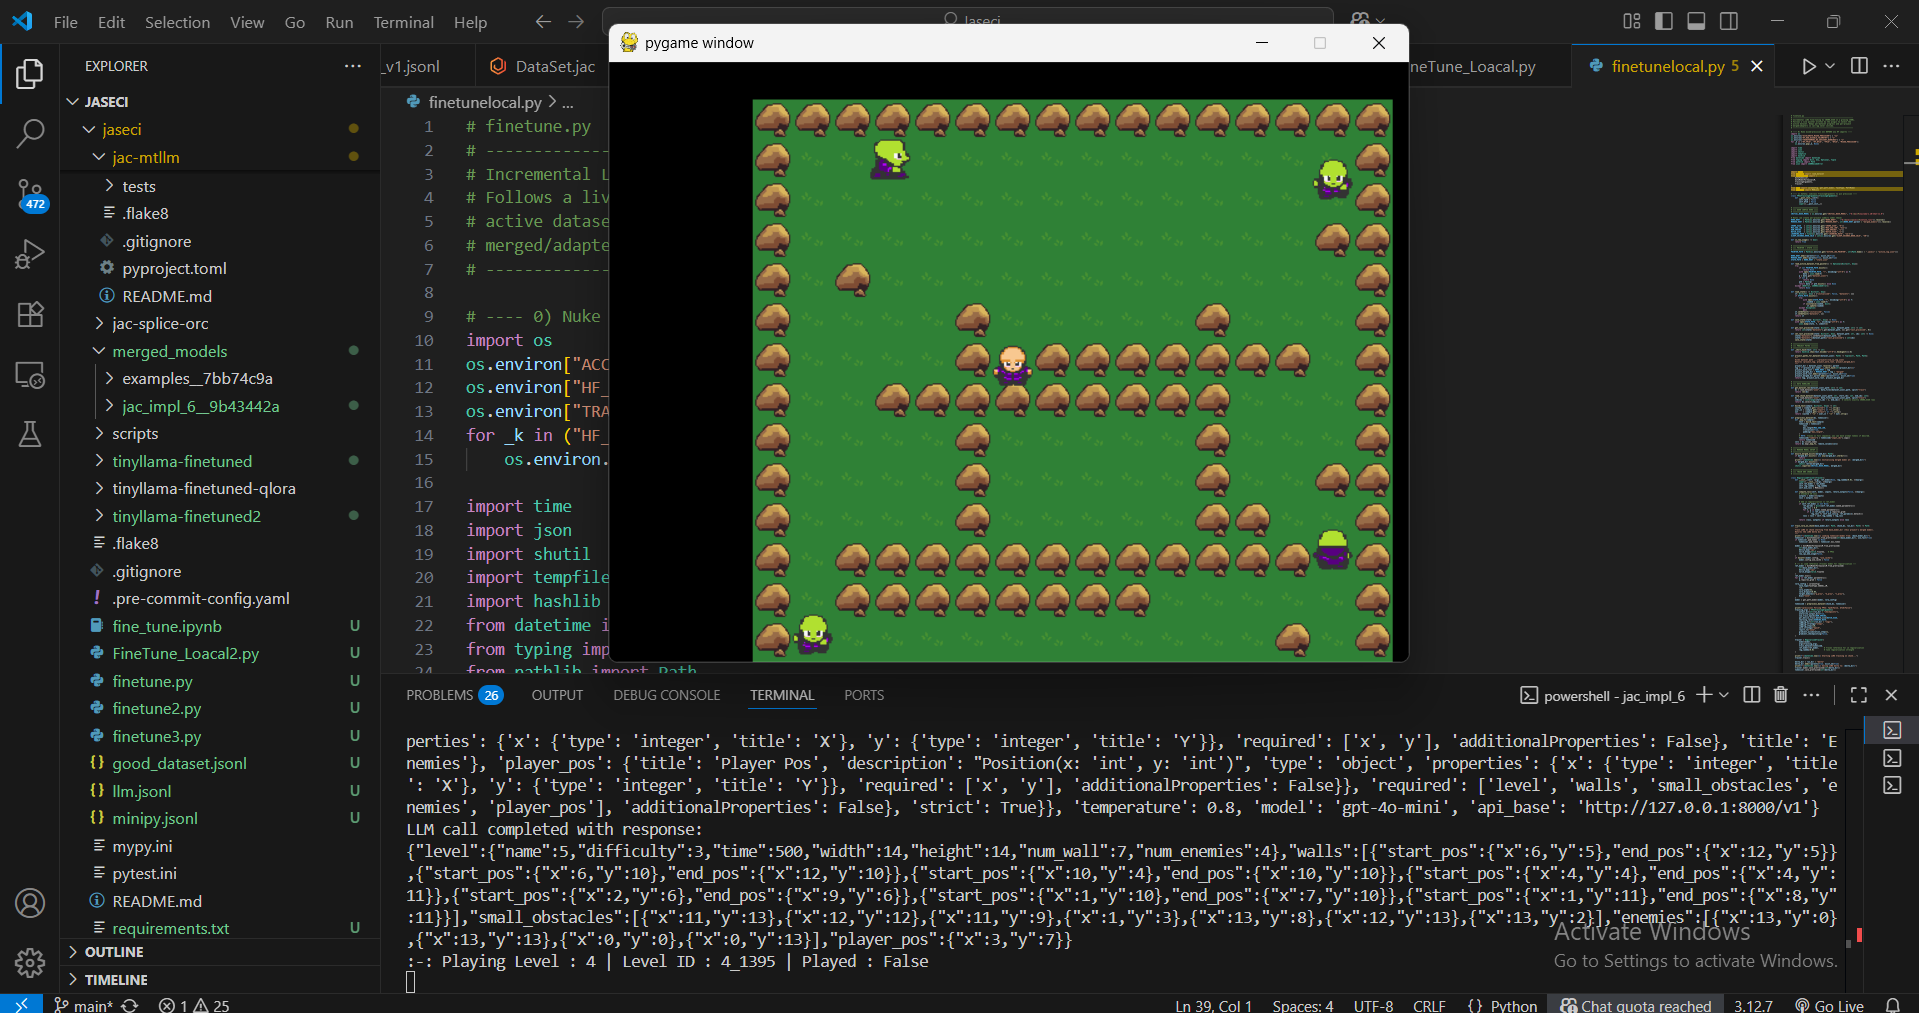 File Edit Selection View Go Run Terminal Help
Jaseci
pygame window
EXPLORER
_v1.jsonl
DataSet.jac
neTune_Loacal.py
finetunelocal.py 5
finetunelocal.py > ...
JASECI
jaseci
jac-mtllm
tests
.flake8
.gitignore
pyproject.toml
README.md
jac-splice-orc
merged_models
examples__7bb74c9a
jac_impl_6__9b43442a
scripts
tinyllama-finetuned
tinyllama-finetuned-qlora
tinyllama-finetuned2
.flake8
.gitignore
.pre-commit-config.yaml
fine_tune.ipynb U
FineTune_Loacal2.py U
finetune.py U
finetune2.py U
finetune3.py U
good_dataset.jsonl U
llm.jsonl U
minipy.jsonl U
mypy.ini
pytest.ini
README.md
requirements.txt U
OUTLINE
TIMELINE
472
1 # finetune.py
2 # -------------
3 # Incremental L
4 # Follows a liv
5 # active datase
6 # merged/adapte
7 # -------------
8
9 # ---- 0) Nuke
10 import os
11 os.environ["ACC
12 os.environ["HF_
13 os.environ["TRA
14 for _k in ("HF_
15 os.environ.
16
17 import time
18 import json
19 import shutil
20 import tempfile
21 import hashlib
22 from datetime i
23 from typing imp
24 from pathlib import Path
PROBLEMS 26 OUTPUT DEBUG CONSOLE TERMINAL PORTS
powershell - jac_impl_6
perties': {'x': {'type': 'integer', 'title': 'X'}, 'y': {'type': 'integer', 'title': 'Y'}}, 'required': ['x', 'y'], 'additionalProperties': False}, 'title': 'E
nemies'}, 'player_pos': {'title': 'Player Pos', 'description': "Position(x: 'int', y: 'int')", 'type': 'object', 'properties': {'x': {'type': 'integer', 'title
': 'X'}, 'y': {'type': 'integer', 'title': 'Y'}}, 'required': ['x', 'y'], 'additionalProperties': False}}, 'required': ['level', 'walls', 'small_obstacles', 'e
nemies', 'player_pos'], 'additionalProperties': False}, 'strict': True}}, 'temperature': 0.8, 'model': 'gpt-4o-mini', 'api_base': 'http://127.0.0.1:8000/v1'}
LLM call completed with response:
{"level":{"name":5,"difficulty":3,"time":500,"width":14,"height":14,"num_wall":7,"num_enemies":4},"walls":[{"start_pos":{"x":6,"y":5},"end_pos":{"x":12,"y":5}}
,{"start_pos":{"x":6,"y":10},"end_pos":{"x":12,"y":10}},{"start_pos":{"x":10,"y":4},"end_pos":{"x":10,"y":10}},{"start_pos":{"x":4,"y":4},"end_pos":{"x":4,"y":
11}},{"start_pos":{"x":2,"y":6},"end_pos":{"x":9,"y":6}},{"start_pos":{"x":1,"y":10},"end_pos":{"x":7,"y":10}},{"start_pos":{"x":1,"y":11},"end_pos":{"x":8,"y"
:11}}],"small_obstacles":[{"x":11,"y":13},{"x":12,"y":12},{"x":11,"y":9},{"x":1,"y":3},{"x":13,"y":8},{"x":12,"y":13},{"x":13,"y":2}],"enemies":[{"x":13,"y":0}
,{"x":13,"y":13},{"x":0,"y":0},{"x":0,"y":13}],"player_pos":{"x":3,"y":7}}
:-: Playing Level : 4 | Level ID : 4_1395 | Played : False
Activate Windows
Go to Settings to activate Windows.
main* 1 25
Ln 39, Col 1 Spaces: 4 UTF-8 CRLF {} Python Chat quota reached 3.12.7 Go Live